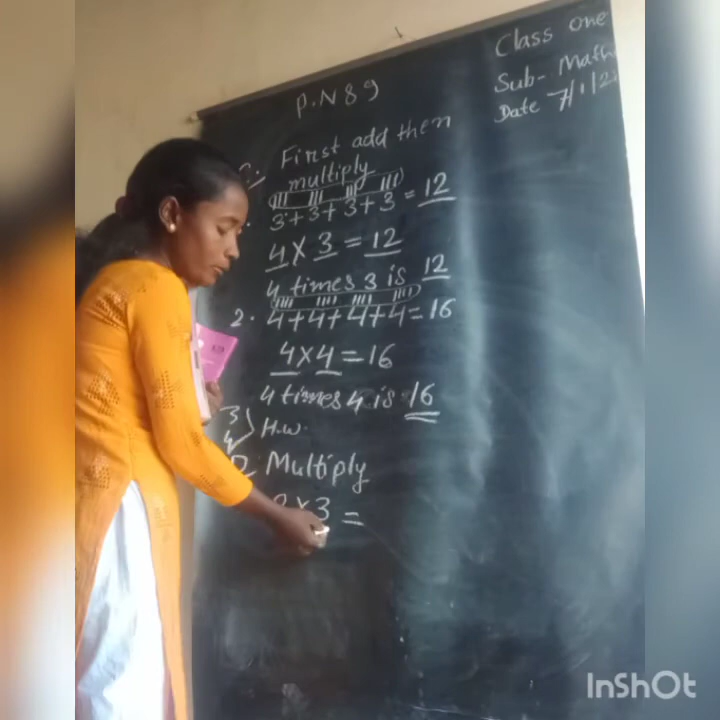 Class one
Sub- Math
Date 7/1/2
P.N 89
C. First add then
multiply
3+3+3+3 = 12
4 X 3 = 12
4 times 3 is 12
2. 4+4+4+4=16
4 x 4 = 16
4 times 4 is 16
3
4 H.W.
D Multiply
x 3 =
InShOt